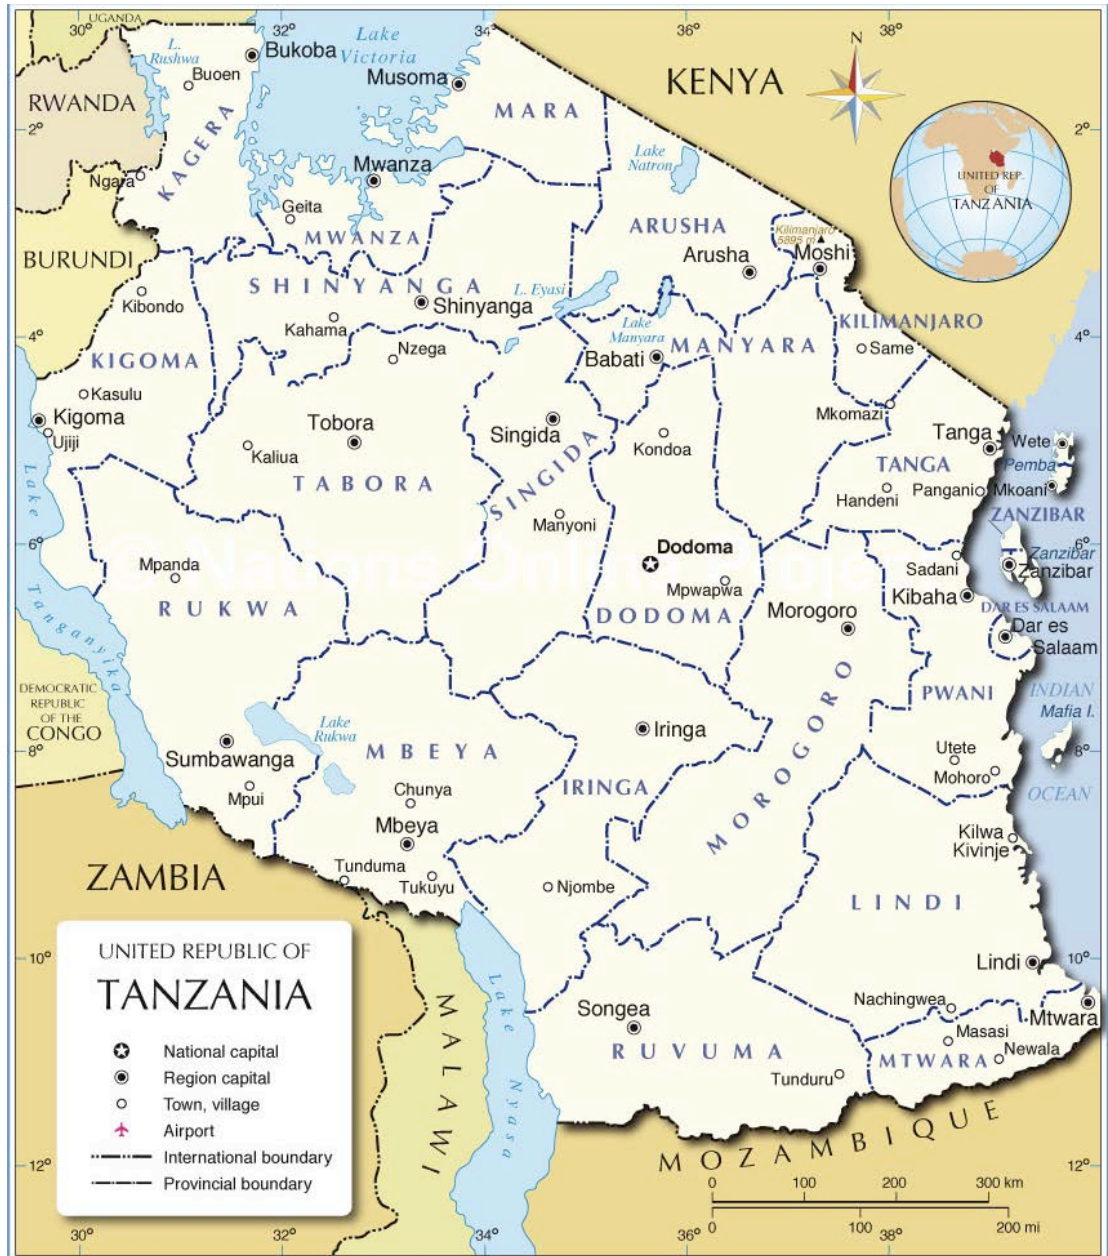 30°
32°
34°
36°
38°
UGANDA
L.
Rushwa
Bukoba
Lake
Victoria
Buoen
Musoma
KENYA
N
RWANDA
MARA
2°
2°
KAGERA
Lake
Natron
Mwanza
Ngara
UNITED REP.
OF
TANZANIA
Geita
MWANZA
ARUSHA
Kilimanjaro
5895 m
BURUNDI
Arusha
Moshi
SHINYANGA
L. Eyasi
Kibondo
Shinyanga
Kahama
Lake
Manyara
KILIMANJARO
4°
4°
Nzega
MANYARA
Same
KIGOMA
Babati
Kasulu
Kigoma
Tobora
Mkomazi
Ujiji
Singida
Kondoa
Tanga
Wete
Kaliua
TANGA
Pemba
TABORA
SINGIDA
Handeni
Pangani
Mkoani
Manyoni
ZANZIBAR
6°
6°
© Nations Online Project
Dodoma
Zanzibar
Mpanda
Sadani
Zanzibar
Mpwapwa
Kibaha
RUKWA
DODOMA
Morogoro
DAR ES SALAAM
Dar es
Salaam
Lake Tanganyika
DEMOCRATIC
REPUBLIC
OF THE
CONGO
PWANI
INDIAN
Mafia I.
Lake
Rukwa
Iringa
MOROGORO
8°
8°
Sumbawanga
MBEYA
Utete
Mohoro
Mpui
Chunya
IRINGA
OCEAN
Mbeya
Kilwa
Kivinje
ZAMBIA
Tunduma
Tukuyu
Njombe
LINDI
UNITED REPUBLIC OF
TANZANIA
10°
10°
Lindi
Lake Nyasa
MALAWI
Songea
Nachingwea
Mtwara
Masasi
RUVUMA
MTWARA
Newala
Tunduru
National capital
Region capital
Town, village
Airport
International boundary
Provincial boundary
MOZAMBIQUE
12°
12°
0
100
200
300 km
0
100
200 mi
30°
32°
34°
36°
38°